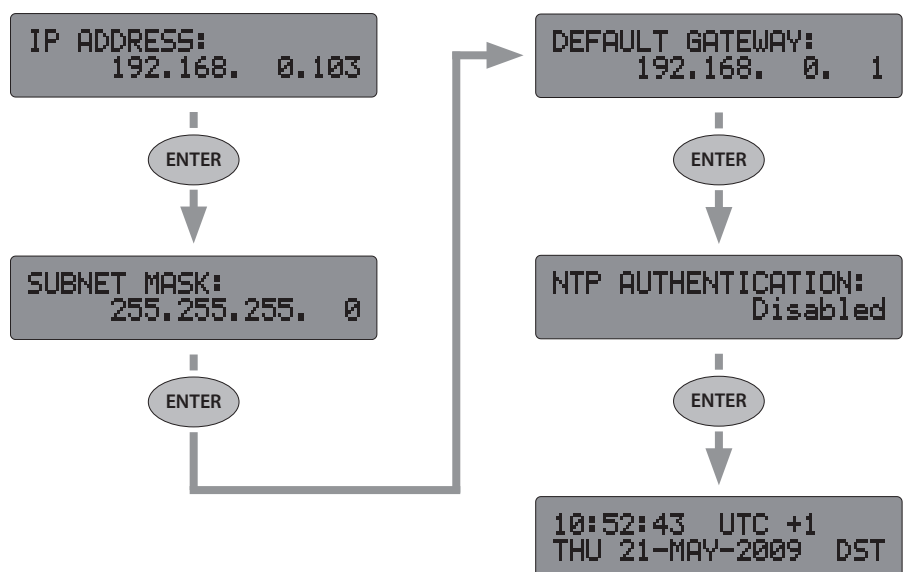 IP ADDRESS:
192.168.  0.103
ENTER
SUBNET MASK:
255.255.255.  0
ENTER
DEFAULT GATEWAY:
192.168.  0.  1
ENTER
NTP AUTHENTICATION:
Disabled
ENTER
10:52:43  UTC +1
THU 21-MAY-2009  DST